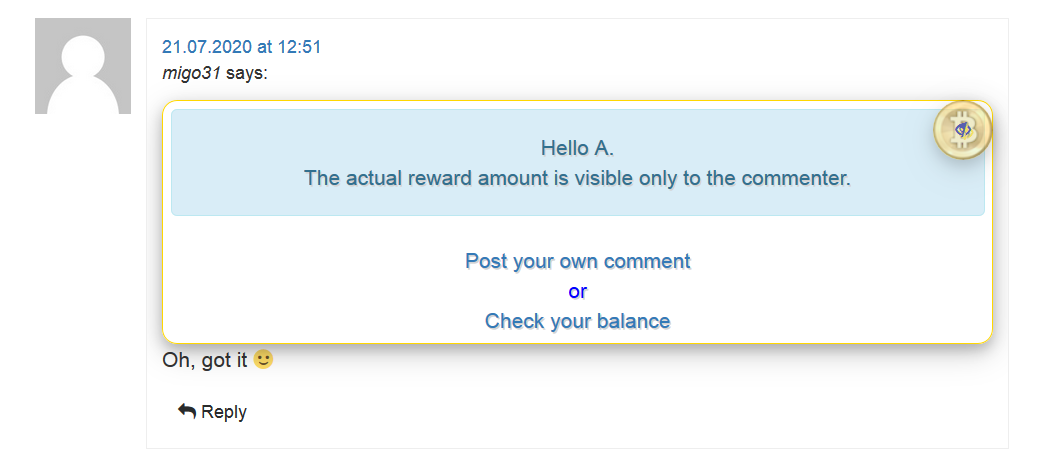 21.07.2020 at 12:51
migo31 says:
Hello A.
The actual reward amount is visible only to the commenter.
Post your own comment
or
Check your balance
Oh, got it 🙂
Reply